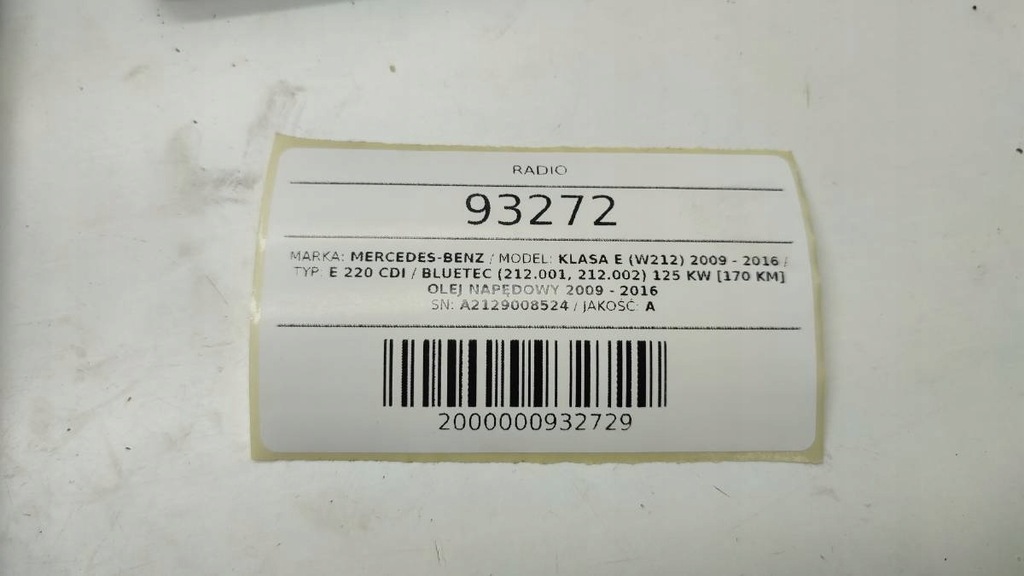 RADIO
93272
MARKA: MERCEDES-BENZ / MODEL: KLASA E (W212) 2009 - 2016 /
TYP: E 220 CDI / BLUETEC (212.001, 212.002) 125 KW [170 KM]
OLEJ NAPĘDOWY 2009 - 2016
SN: A2129008524 / JAKOŚĆ: A
2000000932729